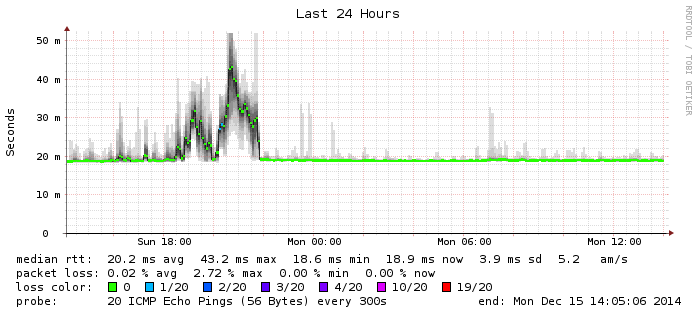 Last 24 Hours
RRDTOOL / TOBI OETIKER
Seconds
50 m
40 m
30 m
20 m
10 m
0
Sun 18:00 Mon 00:00 Mon 06:00 Mon 12:00
median rtt: 20.2 ms avg 43.2 ms max 18.6 ms min 18.9 ms now 3.9 ms sd 5.2 am/s
packet loss: 0.02 % avg 2.72 % max 0.00 % min 0.00 % now
loss color: 0 1/20 2/20 3/20 4/20 10/20 19/20
probe: 20 ICMP Echo Pings (56 Bytes) every 300s end: Mon Dec 15 14:05:06 2014